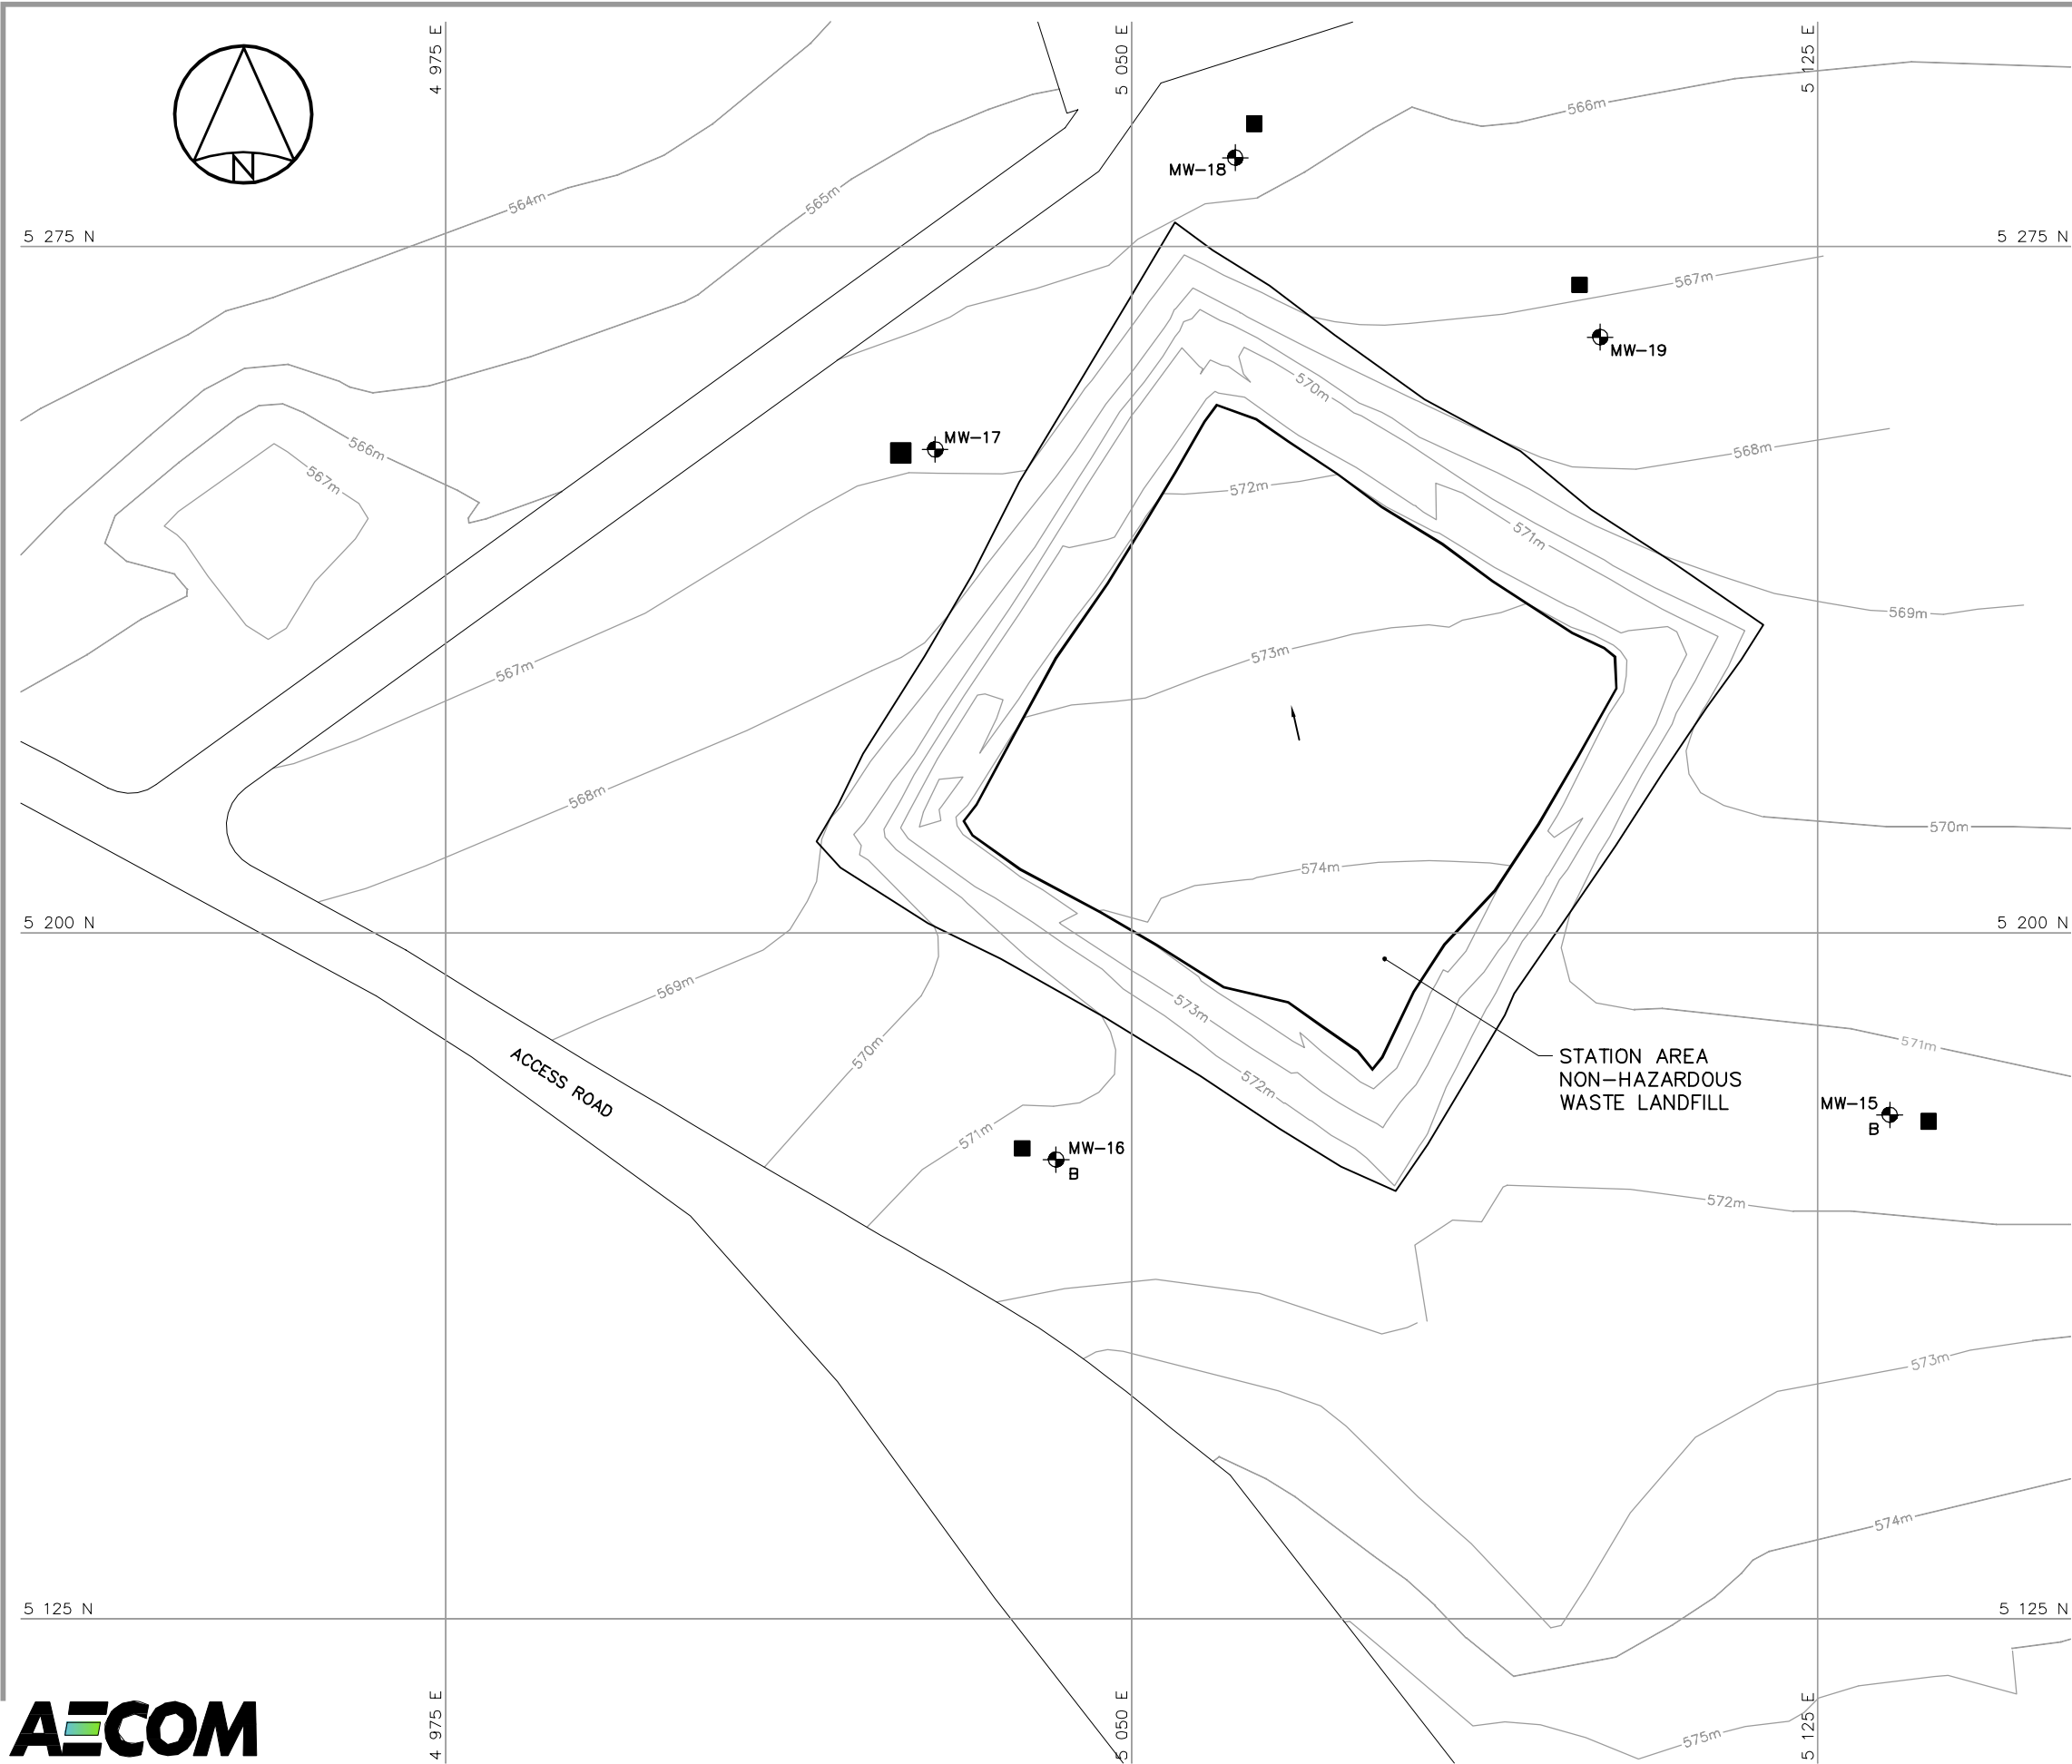 4 975 E
5 050 E
5 125 E
566m
MW-18
N
564m
565m
5 275 N
5 275 N
567m
MW-19
570m
MW-17
566m
568m
567m
572m
571m
569m
573m
567m
568m
570m
574m
5 200 N
5 200 N
569m
573m
570m
571m
STATION AREA
NON-HAZARDOUS
WASTE LANDFILL
ACCESS ROAD
572m
MW-15
B
571m
MW-16
B
572m
573m
574m
5 125 N
5 125 N
575m
4 975 E
5 050 E
5 125 E
AECOM